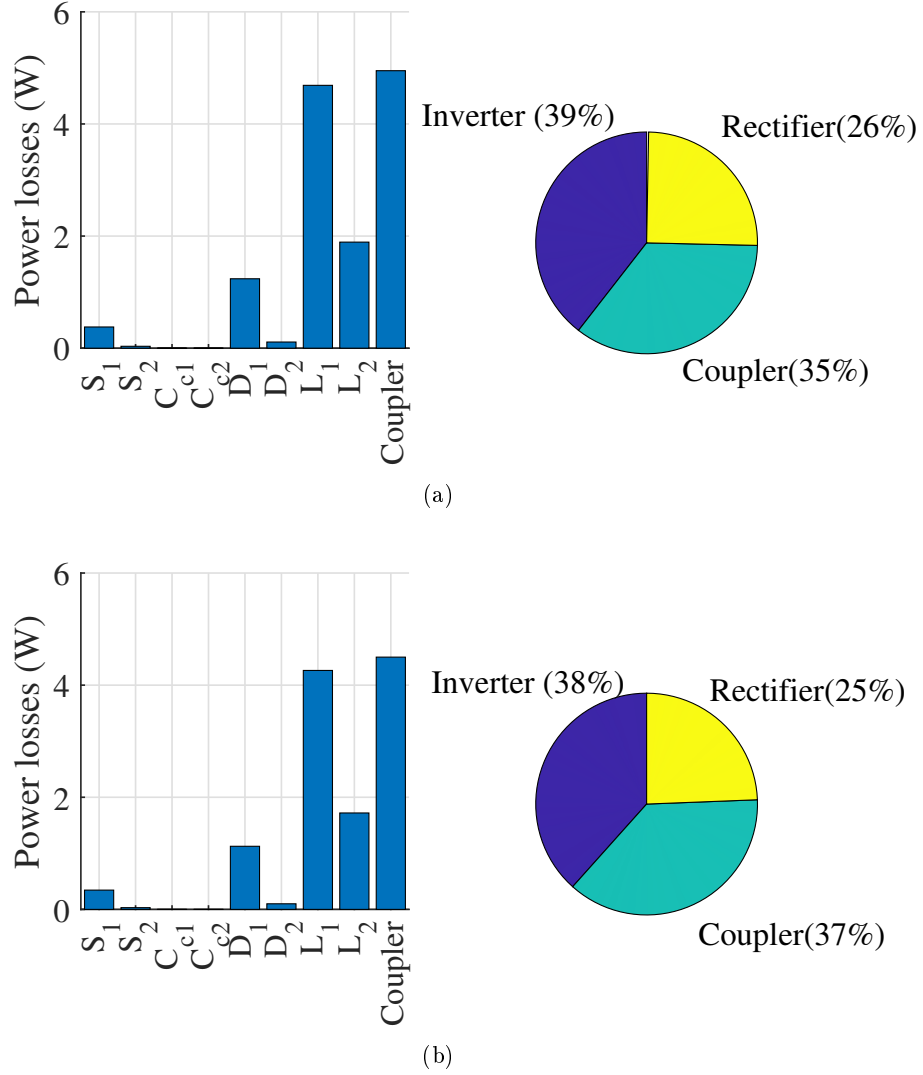 6
4
2
0
Power losses (W)
S1
S2
Cc1
Cc2
D1
D2
L1
L2
Coupler
Inverter (39%)
Rectifier(26%)
Coupler(35%)
(a)
6
4
2
0
Power losses (W)
S1
S2
Cc1
Cc2
D1
D2
L1
L2
Coupler
Inverter (38%)
Rectifier(25%)
Coupler(37%)
(b)